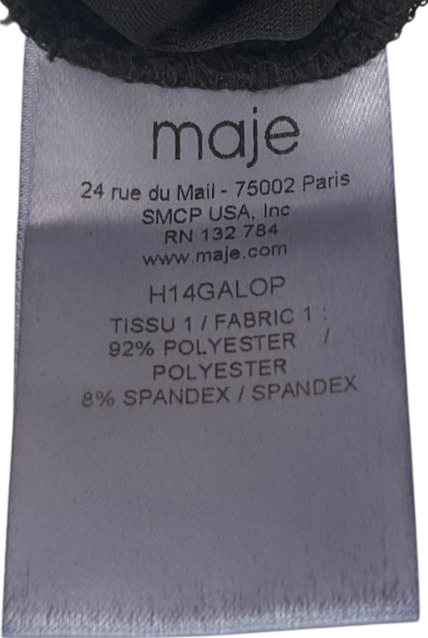 maje
24 rue du Mail - 75002 Paris
SMCP USA, Inc
RN 132 784
www.maje.com
H14GALOP
TISSU 1 / FABRIC 1 :
92% POLYESTER /
POLYESTER
8% SPANDEX / SPANDEX